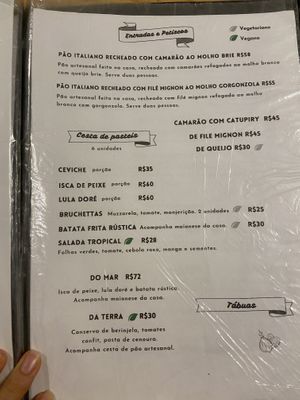 Entradas e Petiscos
Vegetariano
Vegano
PÃO ITALIANO RECHEADO COM CAMARÃO AO MOLHO BRIE R$58
Pão artesanal feito na casa, recheado com camarões refogados ao molho branco
com queijo brie. Serve duas pessoas.
PÃO ITALIANO RECHEADO COM FILÉ MIGNON AO MOLHO GORGONZOLA R$55
Pão artesanal feito na casa, recheado com filé mignon refogado ao molho
branco com gorgonzola. Serve duas pessoas.
Cesta de pasteis
6 unidades
CAMARÃO COM CATUPIRY R$45
DE FILE MIGNON R$45
DE QUEIJO R$30
CEVICHE porção R$35
ISCA DE PEIXE porção R$60
LULA DORÉ porção R$60
BRUCHETTAS Muzzarela, tomate, manjericão. 2 unidades R$25
BATATA FRITA RÚSTICA Acompanha maionese da casa. R$30
SALADA TROPICAL R$28
Folhas verdes, tomate, cebola roxa, manga e sementes.
DO MAR R$72
Isca de peixe, lula doré e batata rústica.
Acompanha maionese da casa.
Tábuas
DA TERRA R$30
Conserva de berinjela, tomates
confit, pasta de cenoura.
Acompanha cesta de pão artesanal.